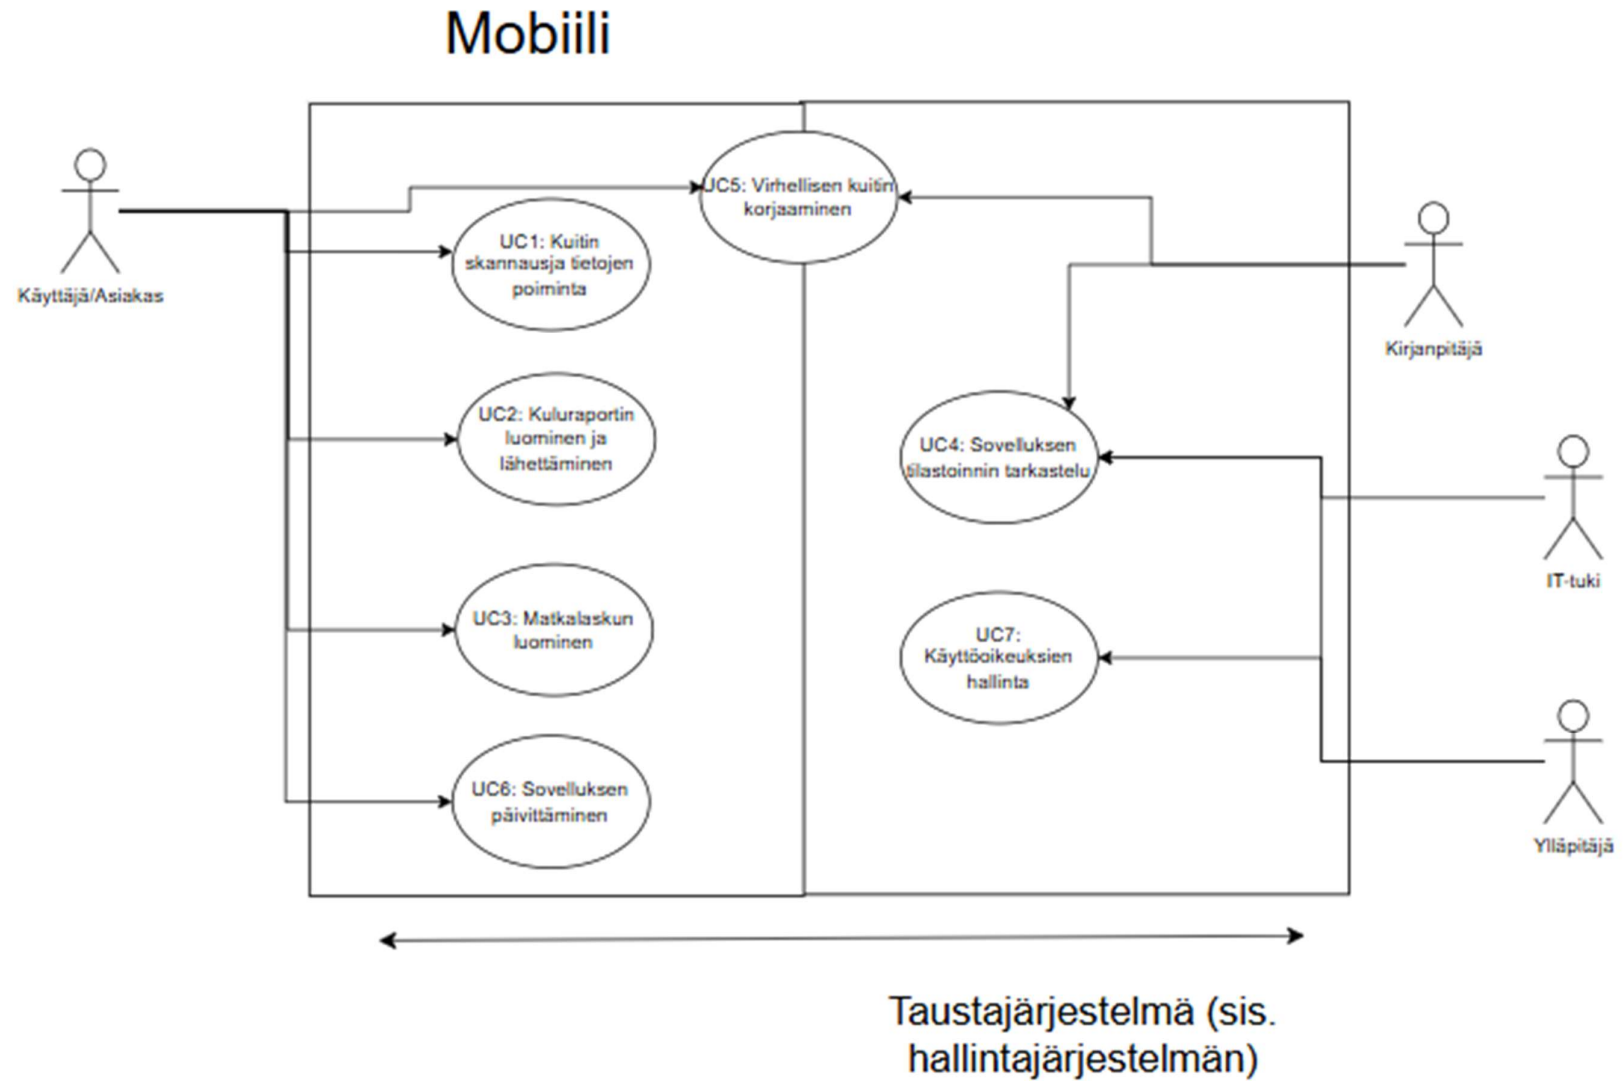 Mobiili
UC5: Virhellisen kuitin
korjaaminen
Käyttäjä/Asiakas
UC1: Kuitin
skannausja tietojen
poiminta
Kirjanpitäjä
UC2: Kuluraportin
luominen ja
lähettäminen
UC4: Sovelluksen
tilastoinnin tarkastelu
IT-tuki
UC3: Matkalaskun
luominen
UC7:
Käyttöoikeuksien
hallinta
UC6: Sovelluksen
päivittäminen
Ylläpitäjä
Taustajärjestelmä (sis.
hallintajärjestelmän)